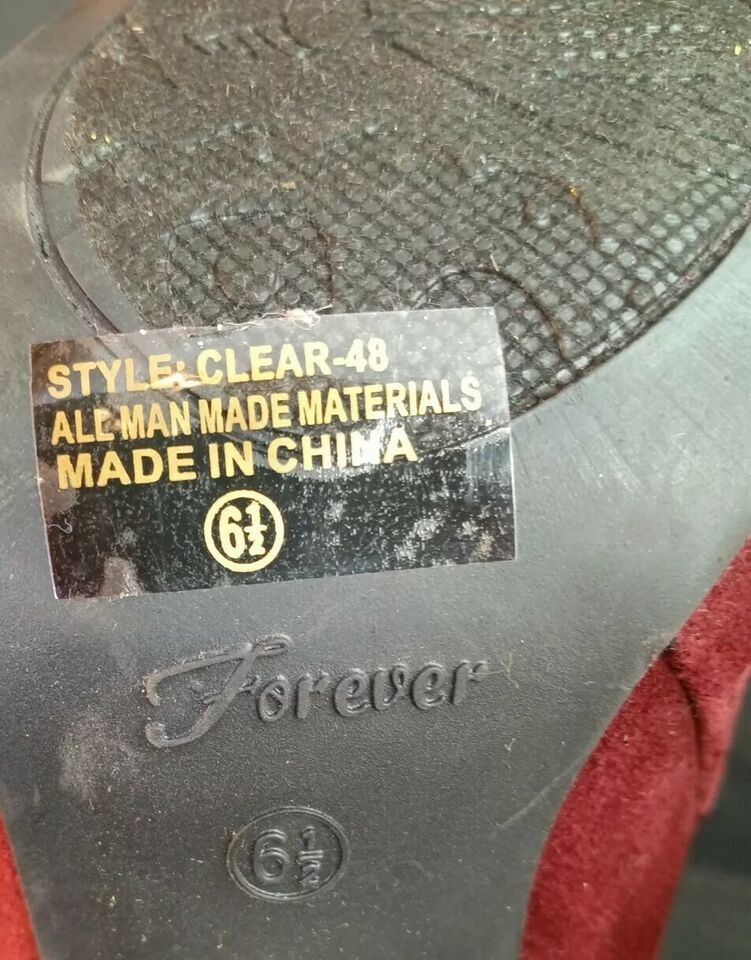 STYLE: CLEAR-48
ALL MAN MADE MATERIALS
MADE IN CHINA
6½
Forever
6½